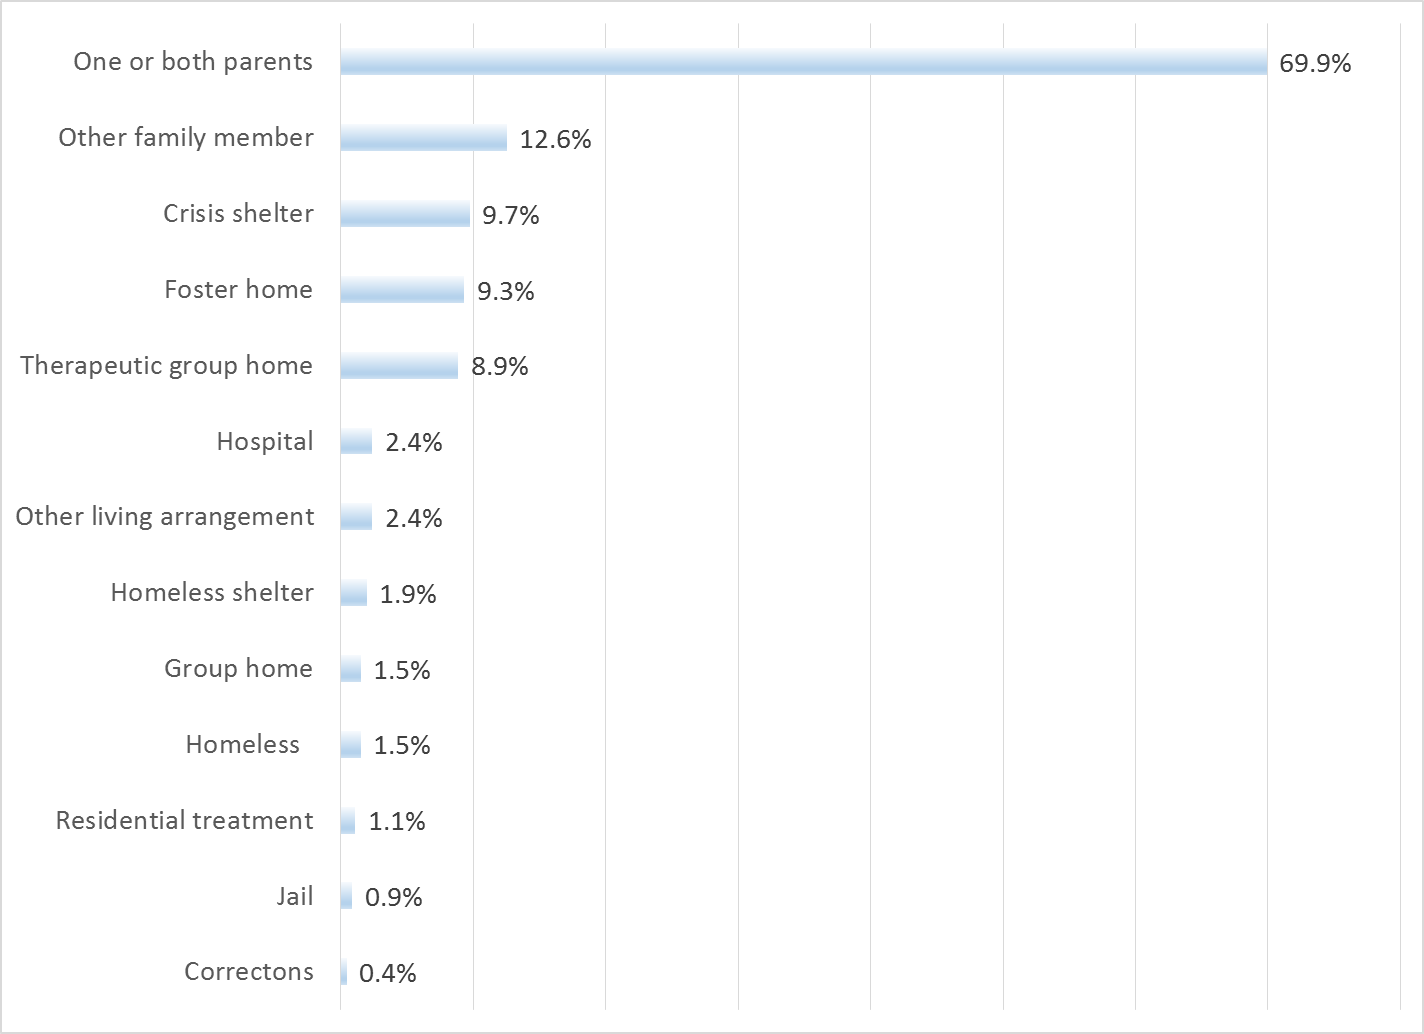 One or both parents 69.9%
Other family member 12.6%
Crisis shelter 9.7%
Foster home 9.3%
Therapeutic group home 8.9%
Hospital 2.4%
Other living arrangement 2.4%
Homeless shelter 1.9%
Group home 1.5%
Homeless 1.5%
Residential treatment 1.1%
Jail 0.9%
Correctons 0.4%